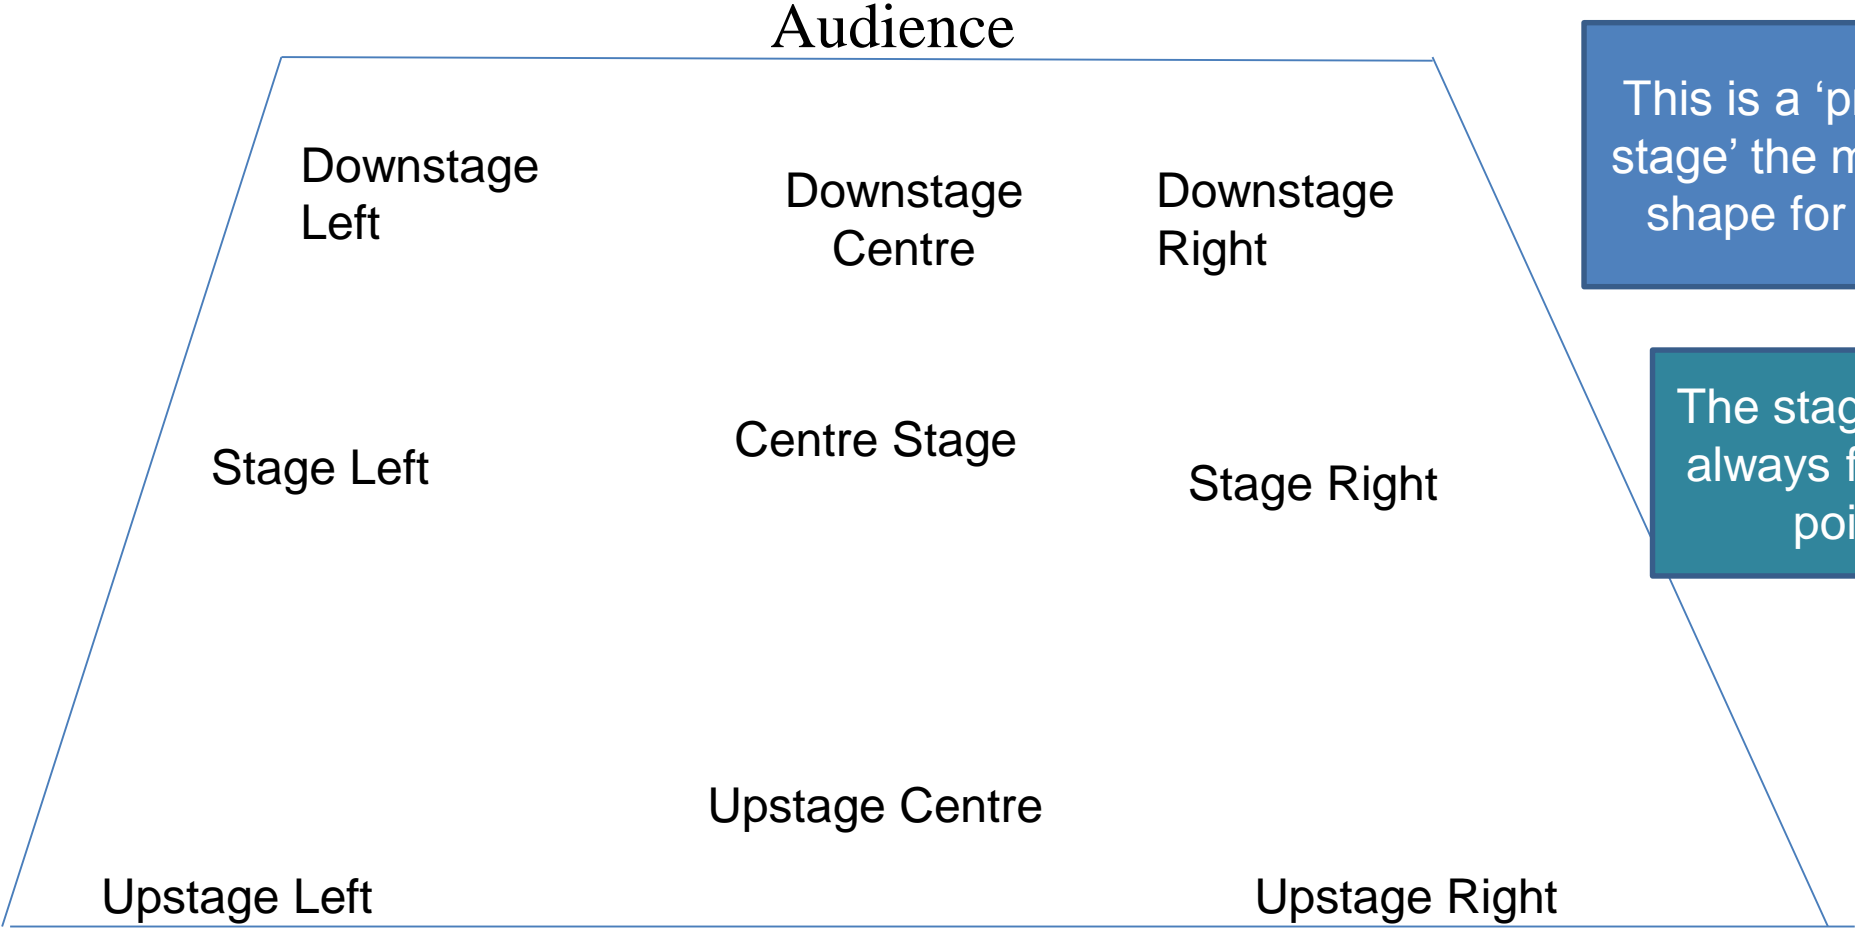 Audience
Downstage
Left
Downstage
Centre
Downstage
Right
Stage Left
Centre Stage
Stage Right
Upstage Centre
Upstage Left
Upstage Right
This is a ‘
stage’ the
shape for
The
always